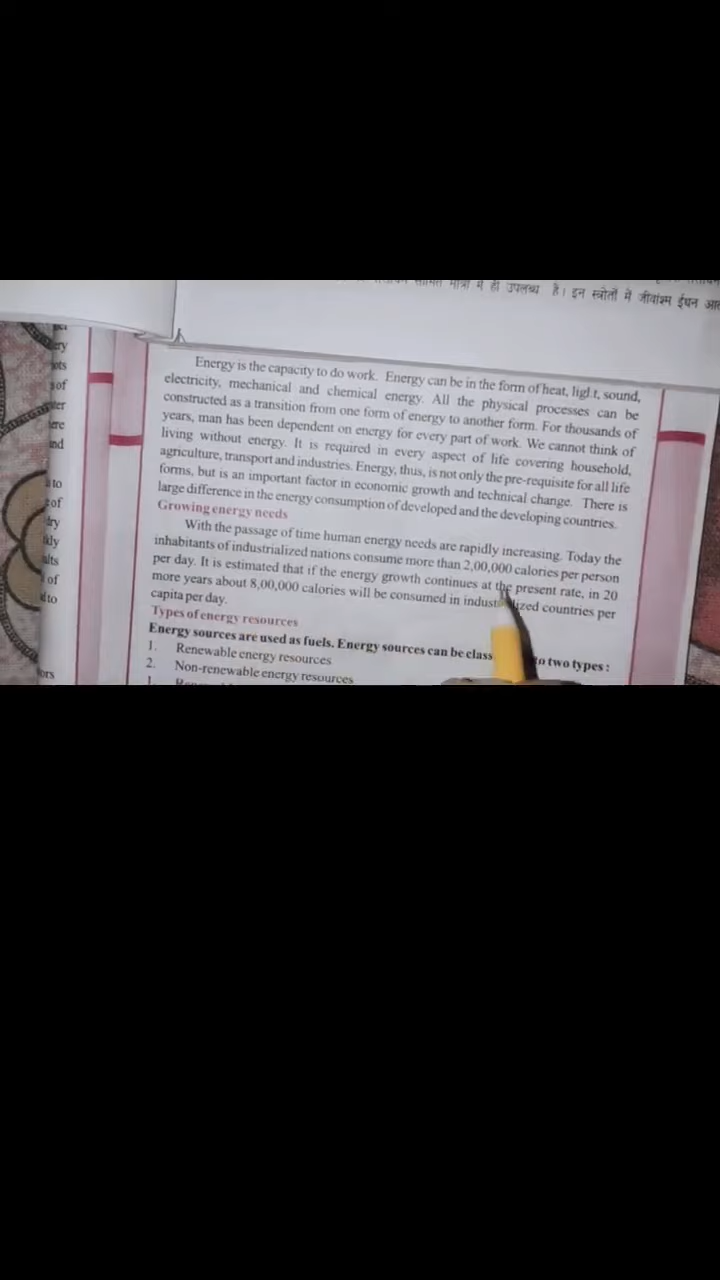 सीमित मात्रा में ही उपलब्ध है। इन स्त्रोतों में जीवांश्म ईंधन
Energy is the capacity to do work. Energy can be in the form of heat, light, sound,
electricity, mechanical and chemical energy. All the physical processes can be
constructed as a transition from one form of energy to another form. For thousands of
years, man has been dependent on energy for every part of work. We cannot think of
living without energy. It is required in every aspect of life covering household,
agriculture, transport and industries. Energy, thus, is not only the pre-requisite for all life
forms, but is an important factor in economic growth and technical change. There is
large difference in the energy consumption of developed and the developing countries.
Growing energy needs
With the passage of time human energy needs are rapidly increasing. Today the
inhabitants of industrialized nations consume more than 2,00,000 calories per person
per day. It is estimated that if the energy growth continues at the present rate, in 20
more years about 8,00,000 calories will be consumed in industrialized countries per
capita per day.
Types of energy resources
Energy sources are used as fuels. Energy sources can be class to two types :
1. Renewable energy resources
2. Non-renewable energy resources
ery
of
and
to
of
of